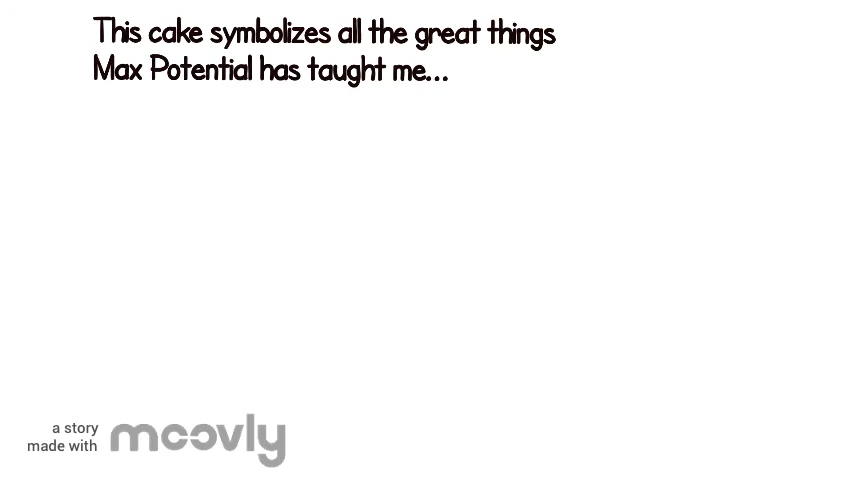 This cake symbolizes all the great things
Max Potential has taught me...
a story
made with moovly